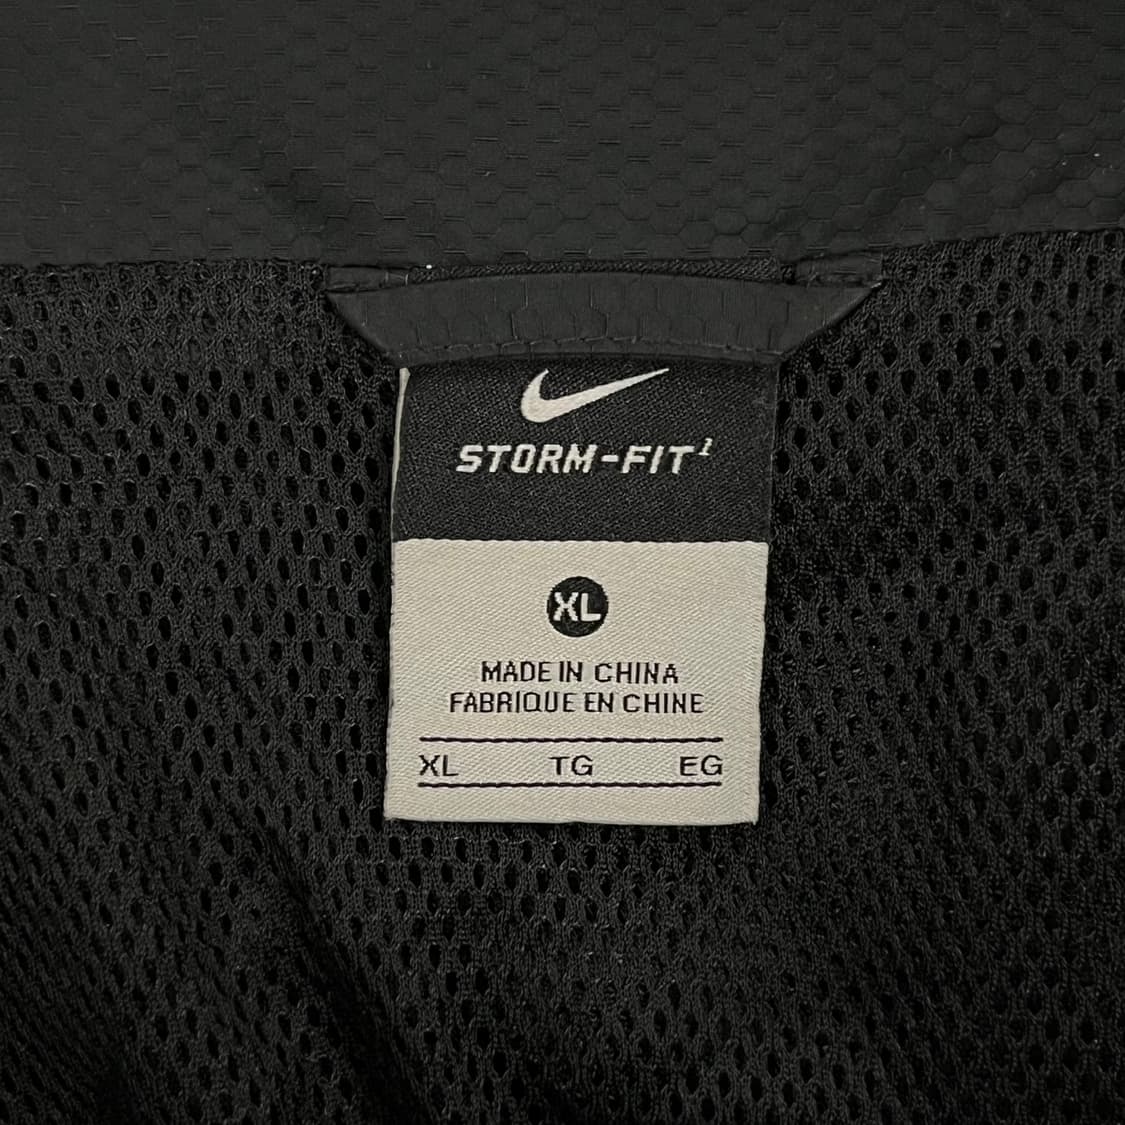 STORM-FIT¹
XL
MADE IN CHINA
FABRIQUE EN CHINE
XL TG EG